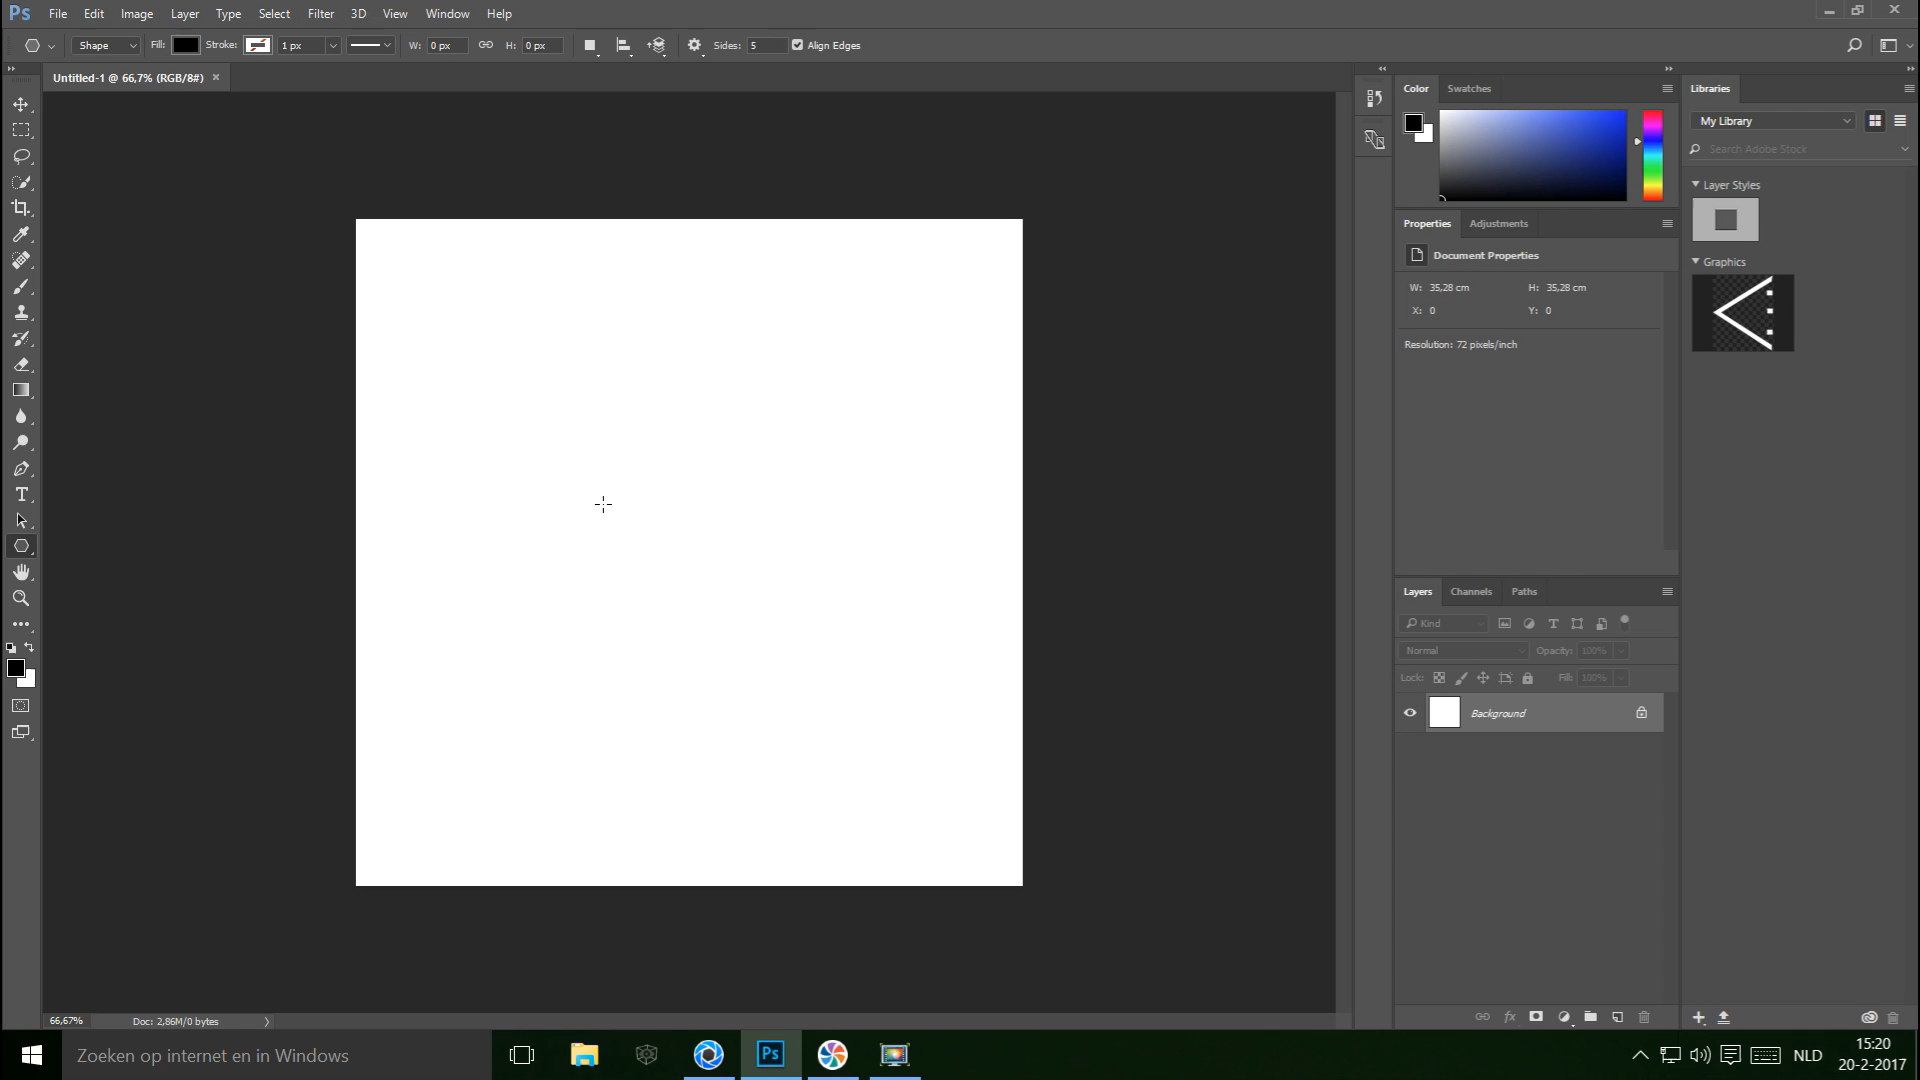 Ps File Edit Image Layer Type Select Filter 3D View Window Help
Shape Fill: Stroke: 1 px W: 0 px H: 0 px Sides: 5 Align Edges
Untitled-1 @ 66,7% (RGB/8#) ×
Color Swatches
Libraries
My Library
Search Adobe Stock
Layer Styles
Graphics
Properties Adjustments
Document Properties
W: 35,28 cm H: 35,28 cm
X: 0 Y: 0
Resolution: 72 pixels/inch
Layers Channels Paths
Kind
Normal Opacity: 100%
Lock: Fill: 100%
Background
fx
66,67% Doc: 2,86M/0 bytes
Zoeken op internet en in Windows
Ps
NLD
15:20
20-2-2017